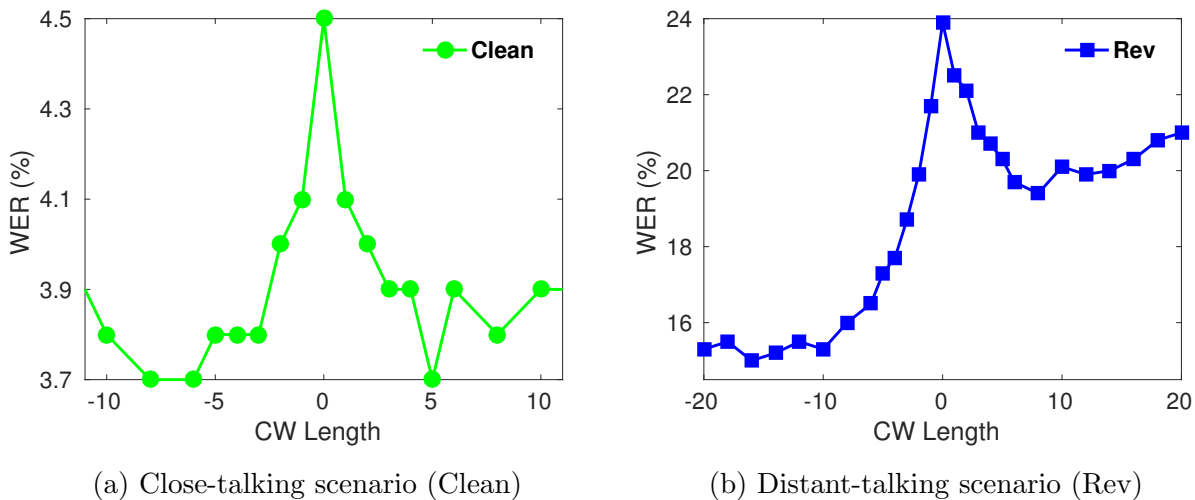 4.5
4.3
4.1
3.9
3.7
WER (%)
Clean
-10
-5
0
5
10
CW Length
(a) Close-talking scenario (Clean)
24
22
20
18
16
WER (%)
Rev
-20
-10
0
10
20
CW Length
(b) Distant-talking scenario (Rev)